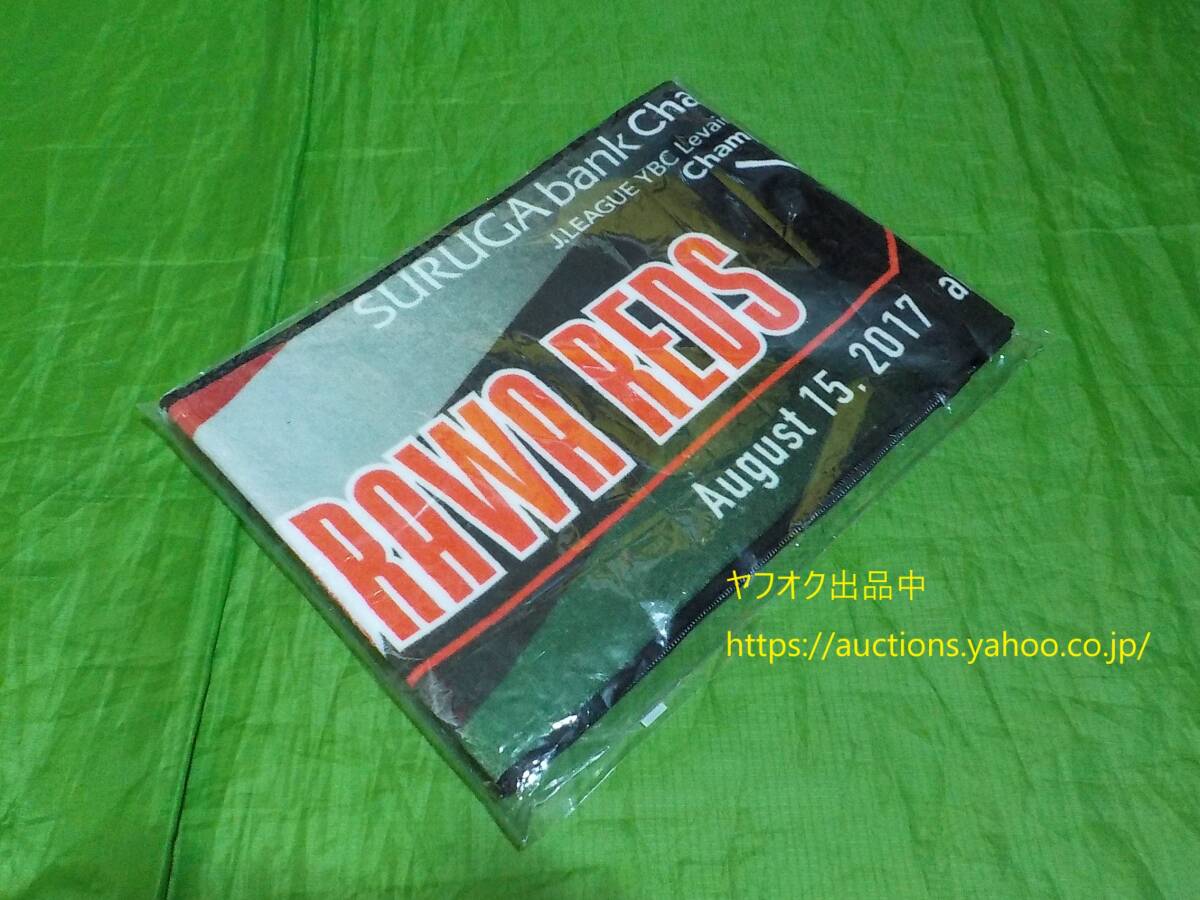 SURUGA bank Cha
J.LEAGUE YBC Levain
Cham
RAWA REDS
August 15, 2017 a
ヤフオク出品中
https://auctions.yahoo.co.jp/